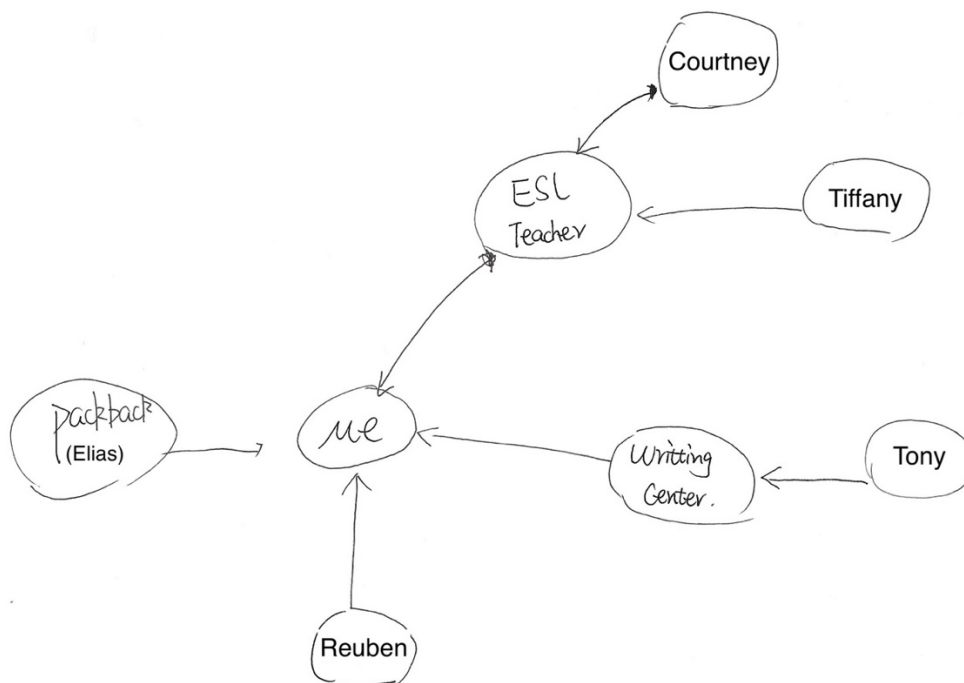 Courtney
ESL
Teacher
Tiffany
packback
(Elias)
Me
Writting
Center.
Tony
Reuben